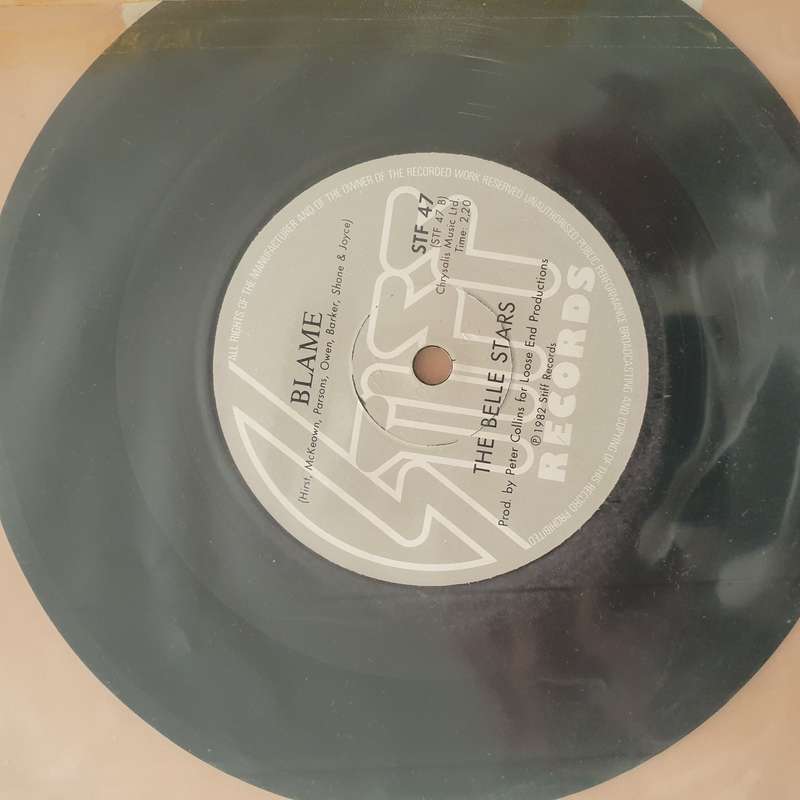 ALL RIGHTS OF THE MANUFACTURER AND OF THE OWNER OF THE RECORDED WORK RESERVED UNAUTHORISED PUBLIC PERFORMANCE BROADCASTING AND COPYING OF THIS RECORD PROHIBITED
BLAME
(Hirst, McKeown, Parsons, Owen, Barker, Shane & Joyce)
STF 47
(STF 47 B)
Chrysalis Music Ltd.
Time: 2.20
THE BELLE STARS
Prod. by Peter Collins for Loose End Productions
℗ 1982 Stiff Records
STIFF
RECORDS